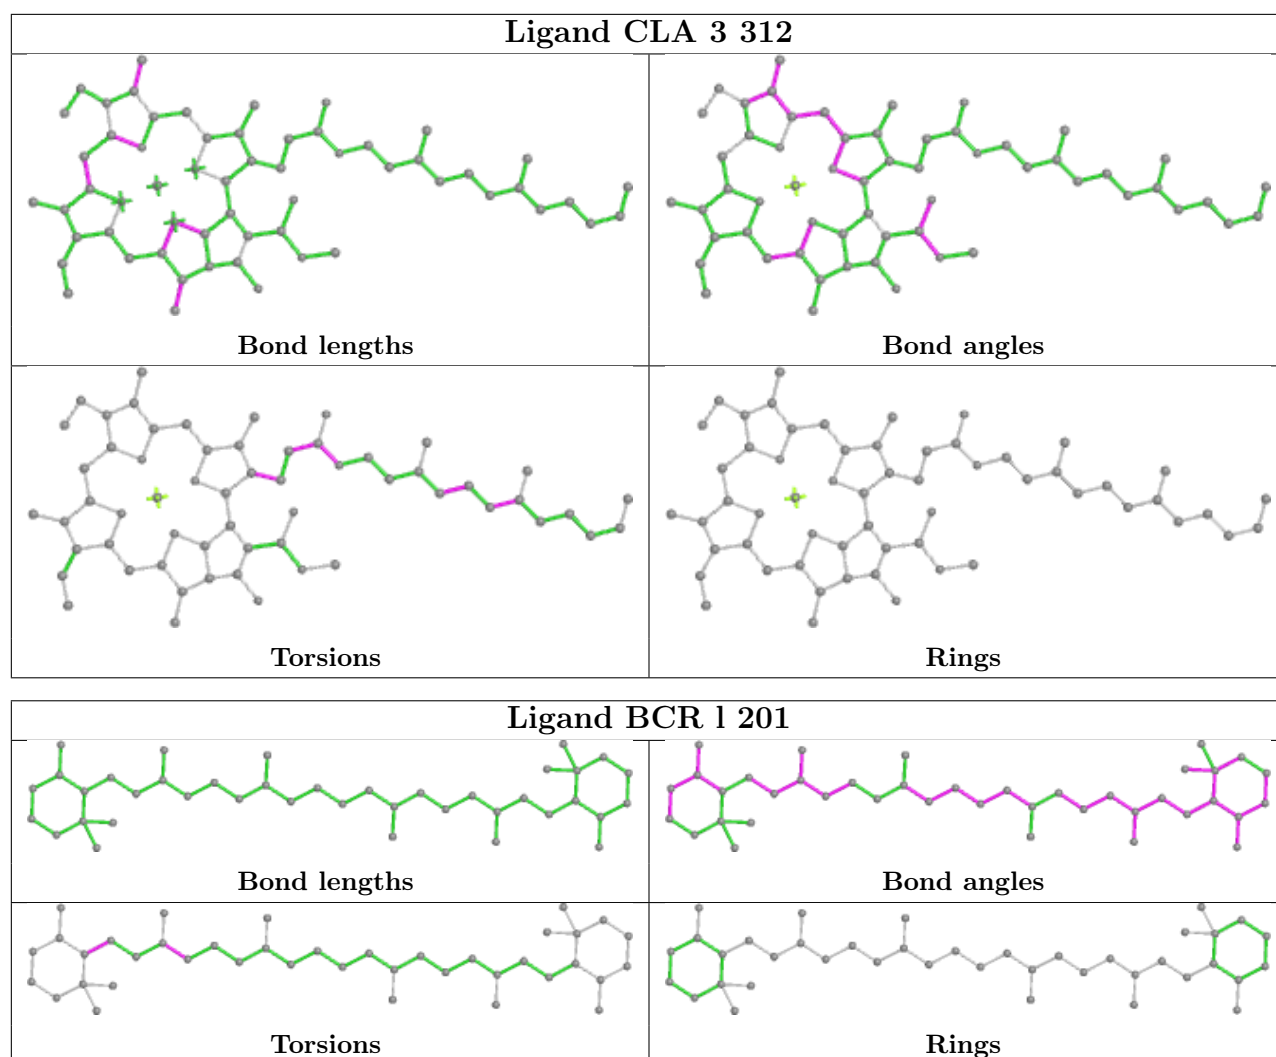 Ligand CLA 3 312
Bond lengths
Bond angles
Torsions
Rings
Ligand BCR l 201
Bond lengths
Bond angles
Torsions
Rings